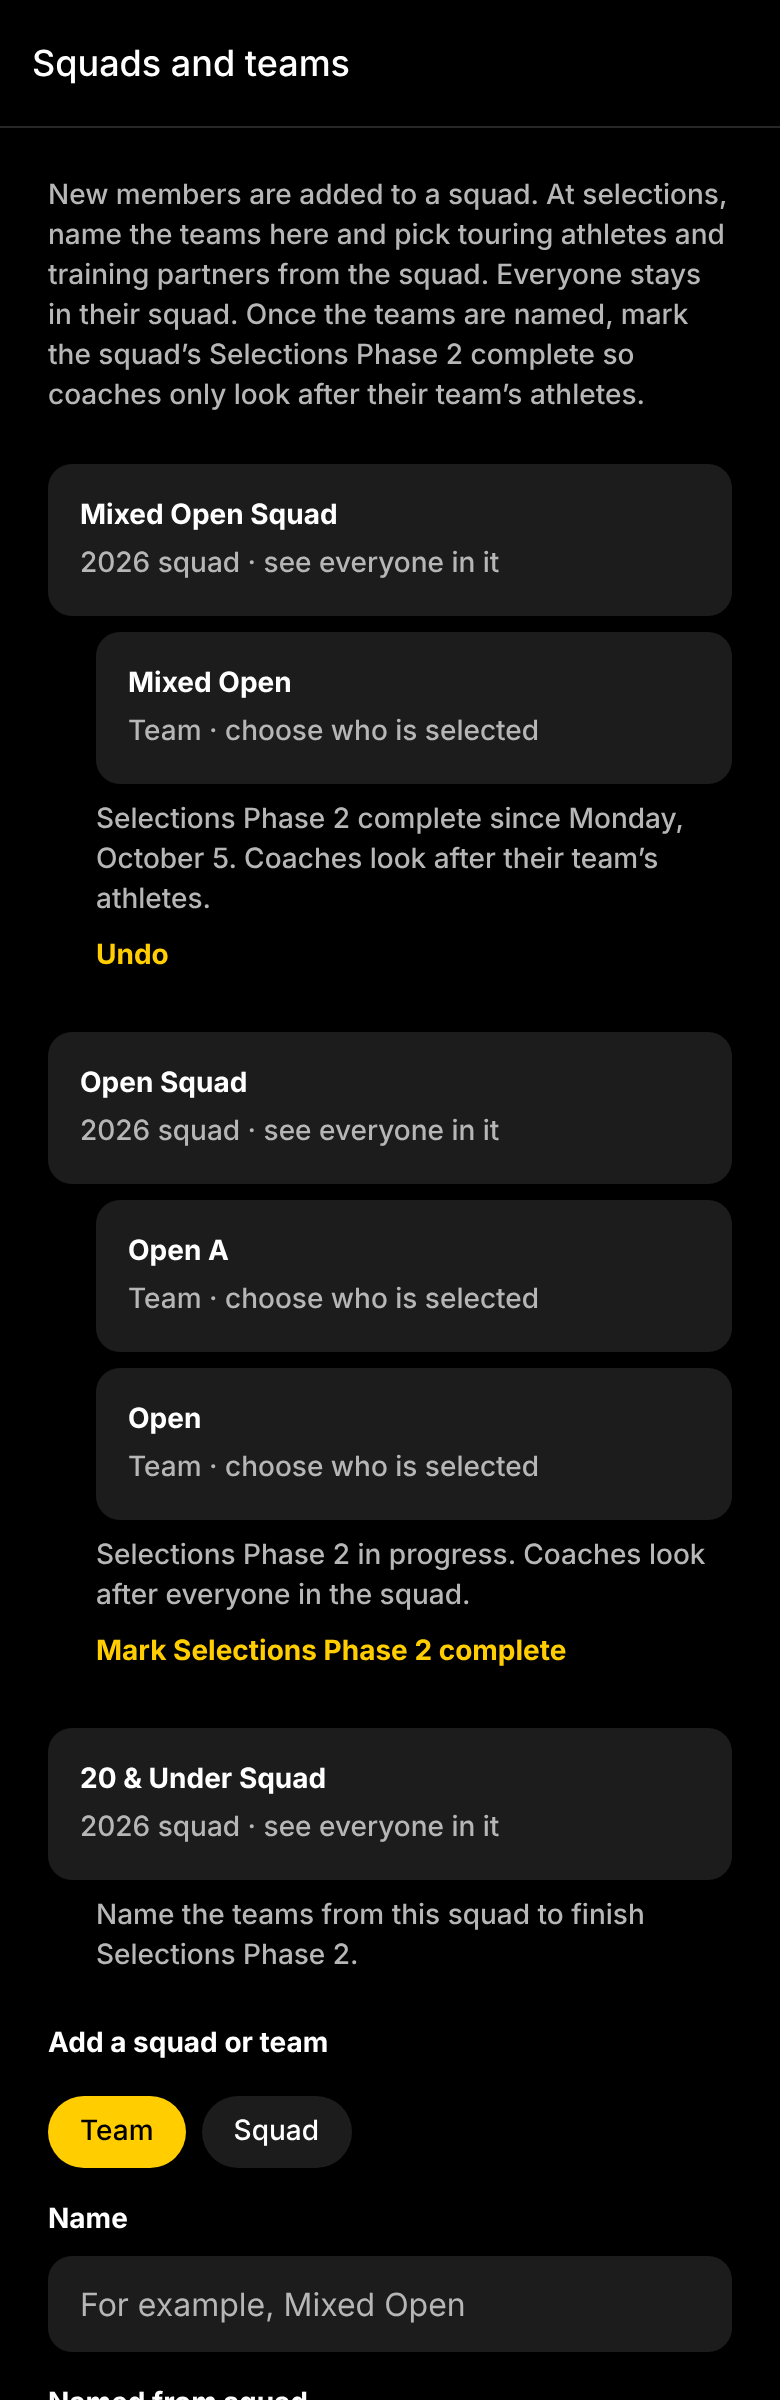 Squads and teams
New members are added to a squad. At selections,
name the teams here and pick touring athletes and
training partners from the squad. Everyone stays
in their squad. Once the teams are named, mark
the squad’s Selections Phase 2 complete so
coaches only look after their team’s athletes.
Mixed Open Squad
2026 squad · see everyone in it
Mixed Open
Team · choose who is selected
Selections Phase 2 complete since Monday,
October 5. Coaches look after their team’s
athletes.
Undo
Open Squad
2026 squad · see everyone in it
Open A
Team · choose who is selected
Open
Team · choose who is selected
Selections Phase 2 in progress. Coaches look
after everyone in the squad.
Mark Selections Phase 2 complete
20 & Under Squad
2026 squad · see everyone in it
Name the teams from this squad to finish
Selections Phase 2.
Add a squad or team
Team
Squad
Name
For example, Mixed Open
Named from squad